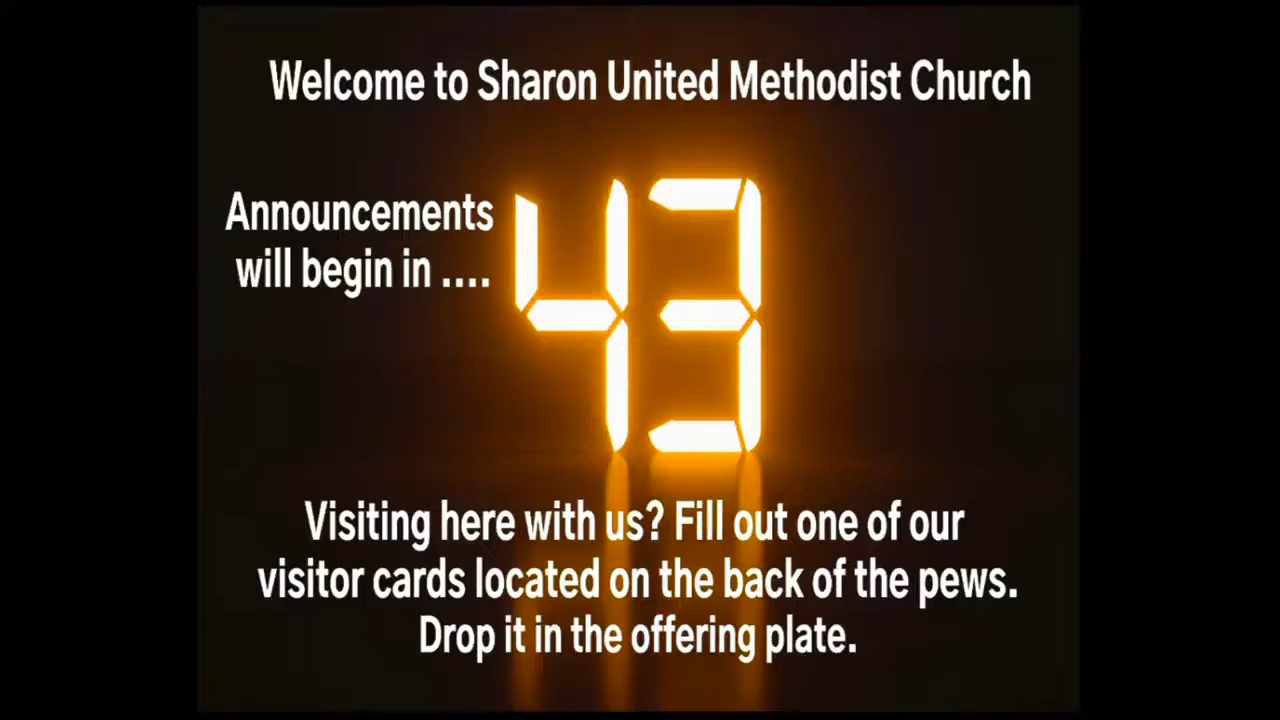 Welcome to Sharon United Methodist Church
Announcements
will begin in ....
43
Visiting here with us? Fill out one of our
visitor cards located on the back of the pews.
Drop it in the offering plate.